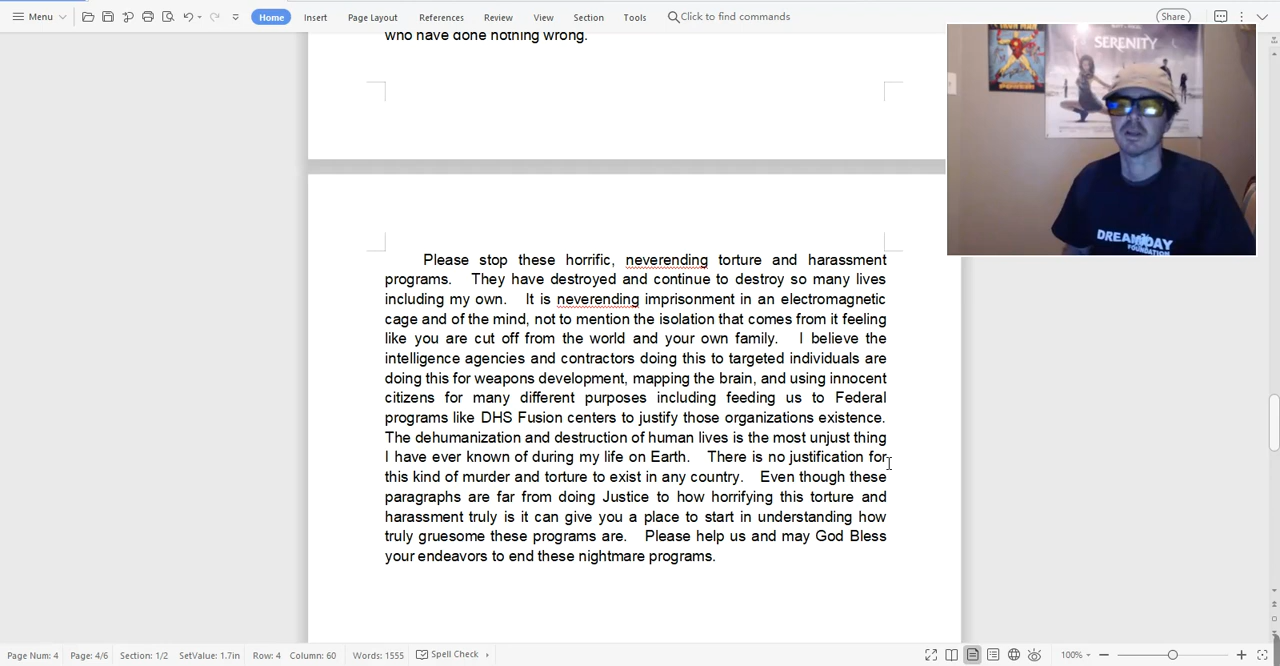 Menu
Home
Insert
Page Layout
References
Review
View
Section
Tools
Click to find commands
Share
who have done nothing wrong.
SERENITY
DREAM DAY
FOUNDATION
Please stop these horrific, neverending torture and harassment
programs. They have destroyed and continue to destroy so many lives
including my own. It is neverending imprisonment in an electromagnetic
cage and of the mind, not to mention the isolation that comes from it feeling
like you are cut off from the world and your own family. I believe the
intelligence agencies and contractors doing this to targeted individuals are
doing this for weapons development, mapping the brain, and using innocent
citizens for many different purposes including feeding us to Federal
programs like DHS Fusion centers to justify those organizations existence.
The dehumanization and destruction of human lives is the most unjust thing
I have ever known of during my life on Earth. There is no justification for
this kind of murder and torture to exist in any country. Even though these
paragraphs are far from doing Justice to how horrifying this torture and
harassment truly is it can give you a place to start in understanding how
truly gruesome these programs are. Please help us and may God Bless
your endeavors to end these nightmare programs.
Page Num: 4
Page: 4/6
Section: 1/2
SetValue: 1.7in
Row: 4
Column: 60
Words: 1555
Spell Check
100%